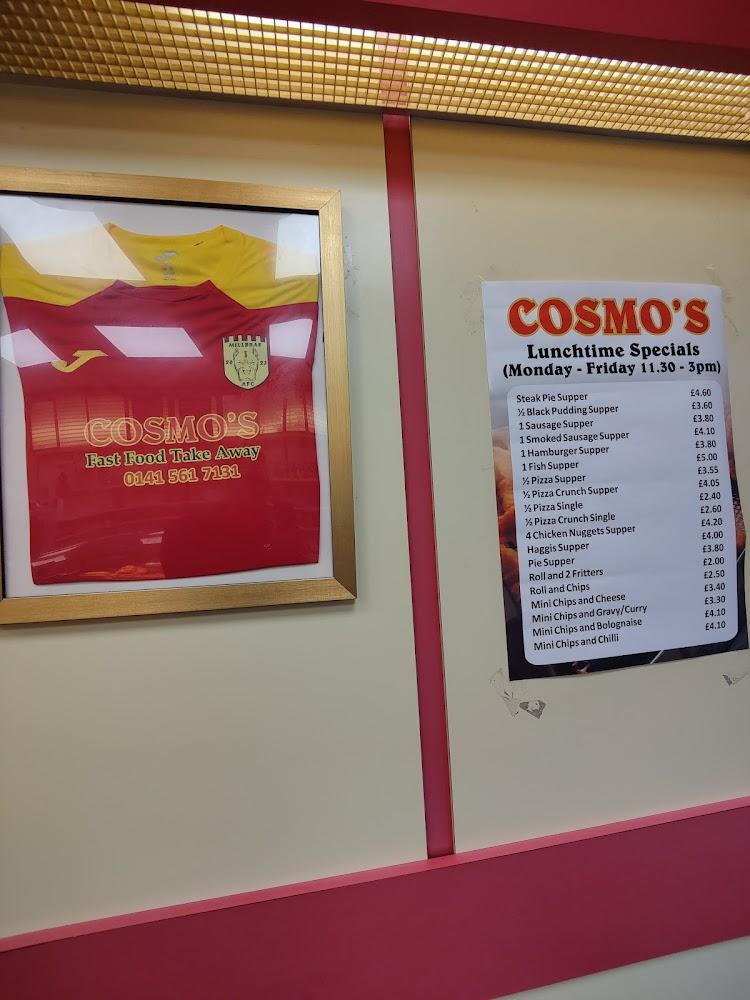 MILLBRAE
20
AFC
COSMO'S
Fast Food Take Away
0141 561 7131
COSMO'S
Lunchtime Specials
(Monday - Friday 11.30 - 3pm)
Steak Pie Supper £4.60
½ Black Pudding Supper £3.60
1 Sausage Supper £3.80
1 Smoked Sausage Supper £4.10
1 Hamburger Supper £3.80
1 Fish Supper £5.00
½ Pizza Supper £3.55
½ Pizza Crunch Supper £4.05
½ Pizza Single £2.40
½ Pizza Crunch Single £2.60
4 Chicken Nuggets Supper £4.20
Haggis Supper £4.00
Pie Supper £3.80
Roll and 2 Fritters £2.00
Roll and Chips £2.50
Mini Chips and Cheese £3.40
Mini Chips and Gravy/Curry £3.30
Mini Chips and Bolognaise £4.10
Mini Chips and Chilli £4.10